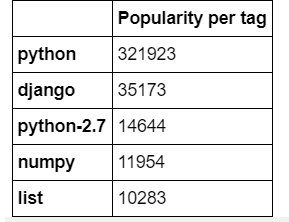 Popularity per tag
python 321923
django 35173
python-2.7 14644
numpy 11954
list 10283